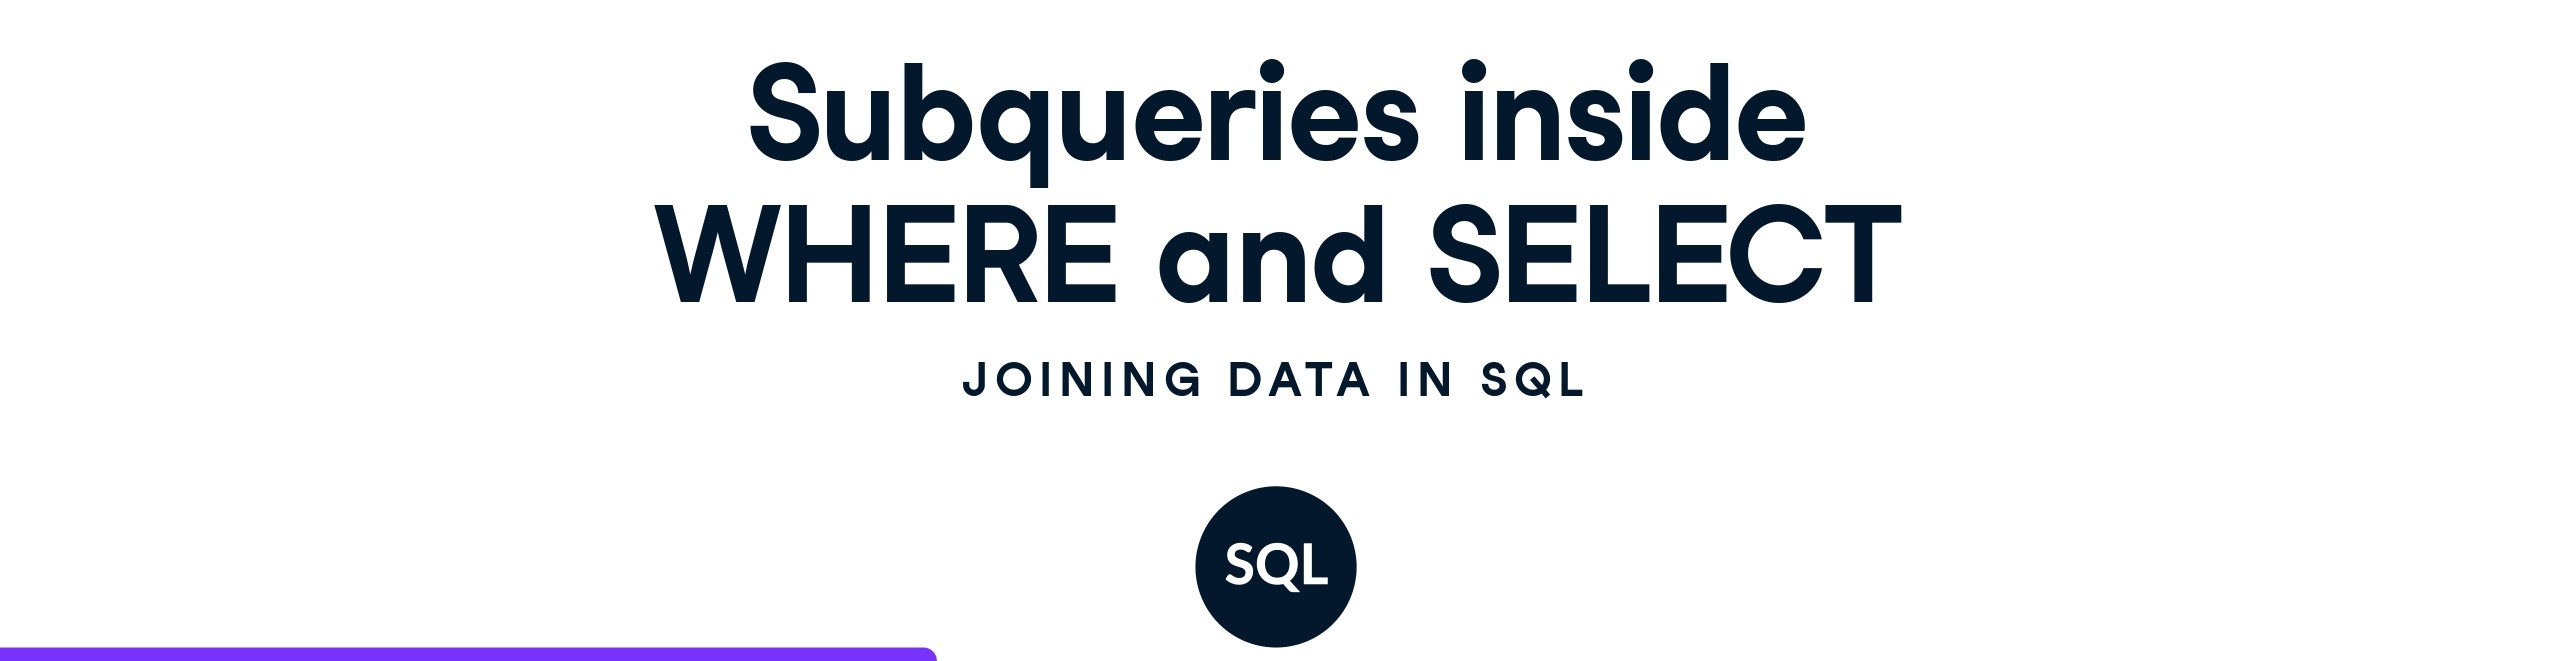 Subqueries inside
WHERE and SELECT
JOINING DATA IN SQL
SQL